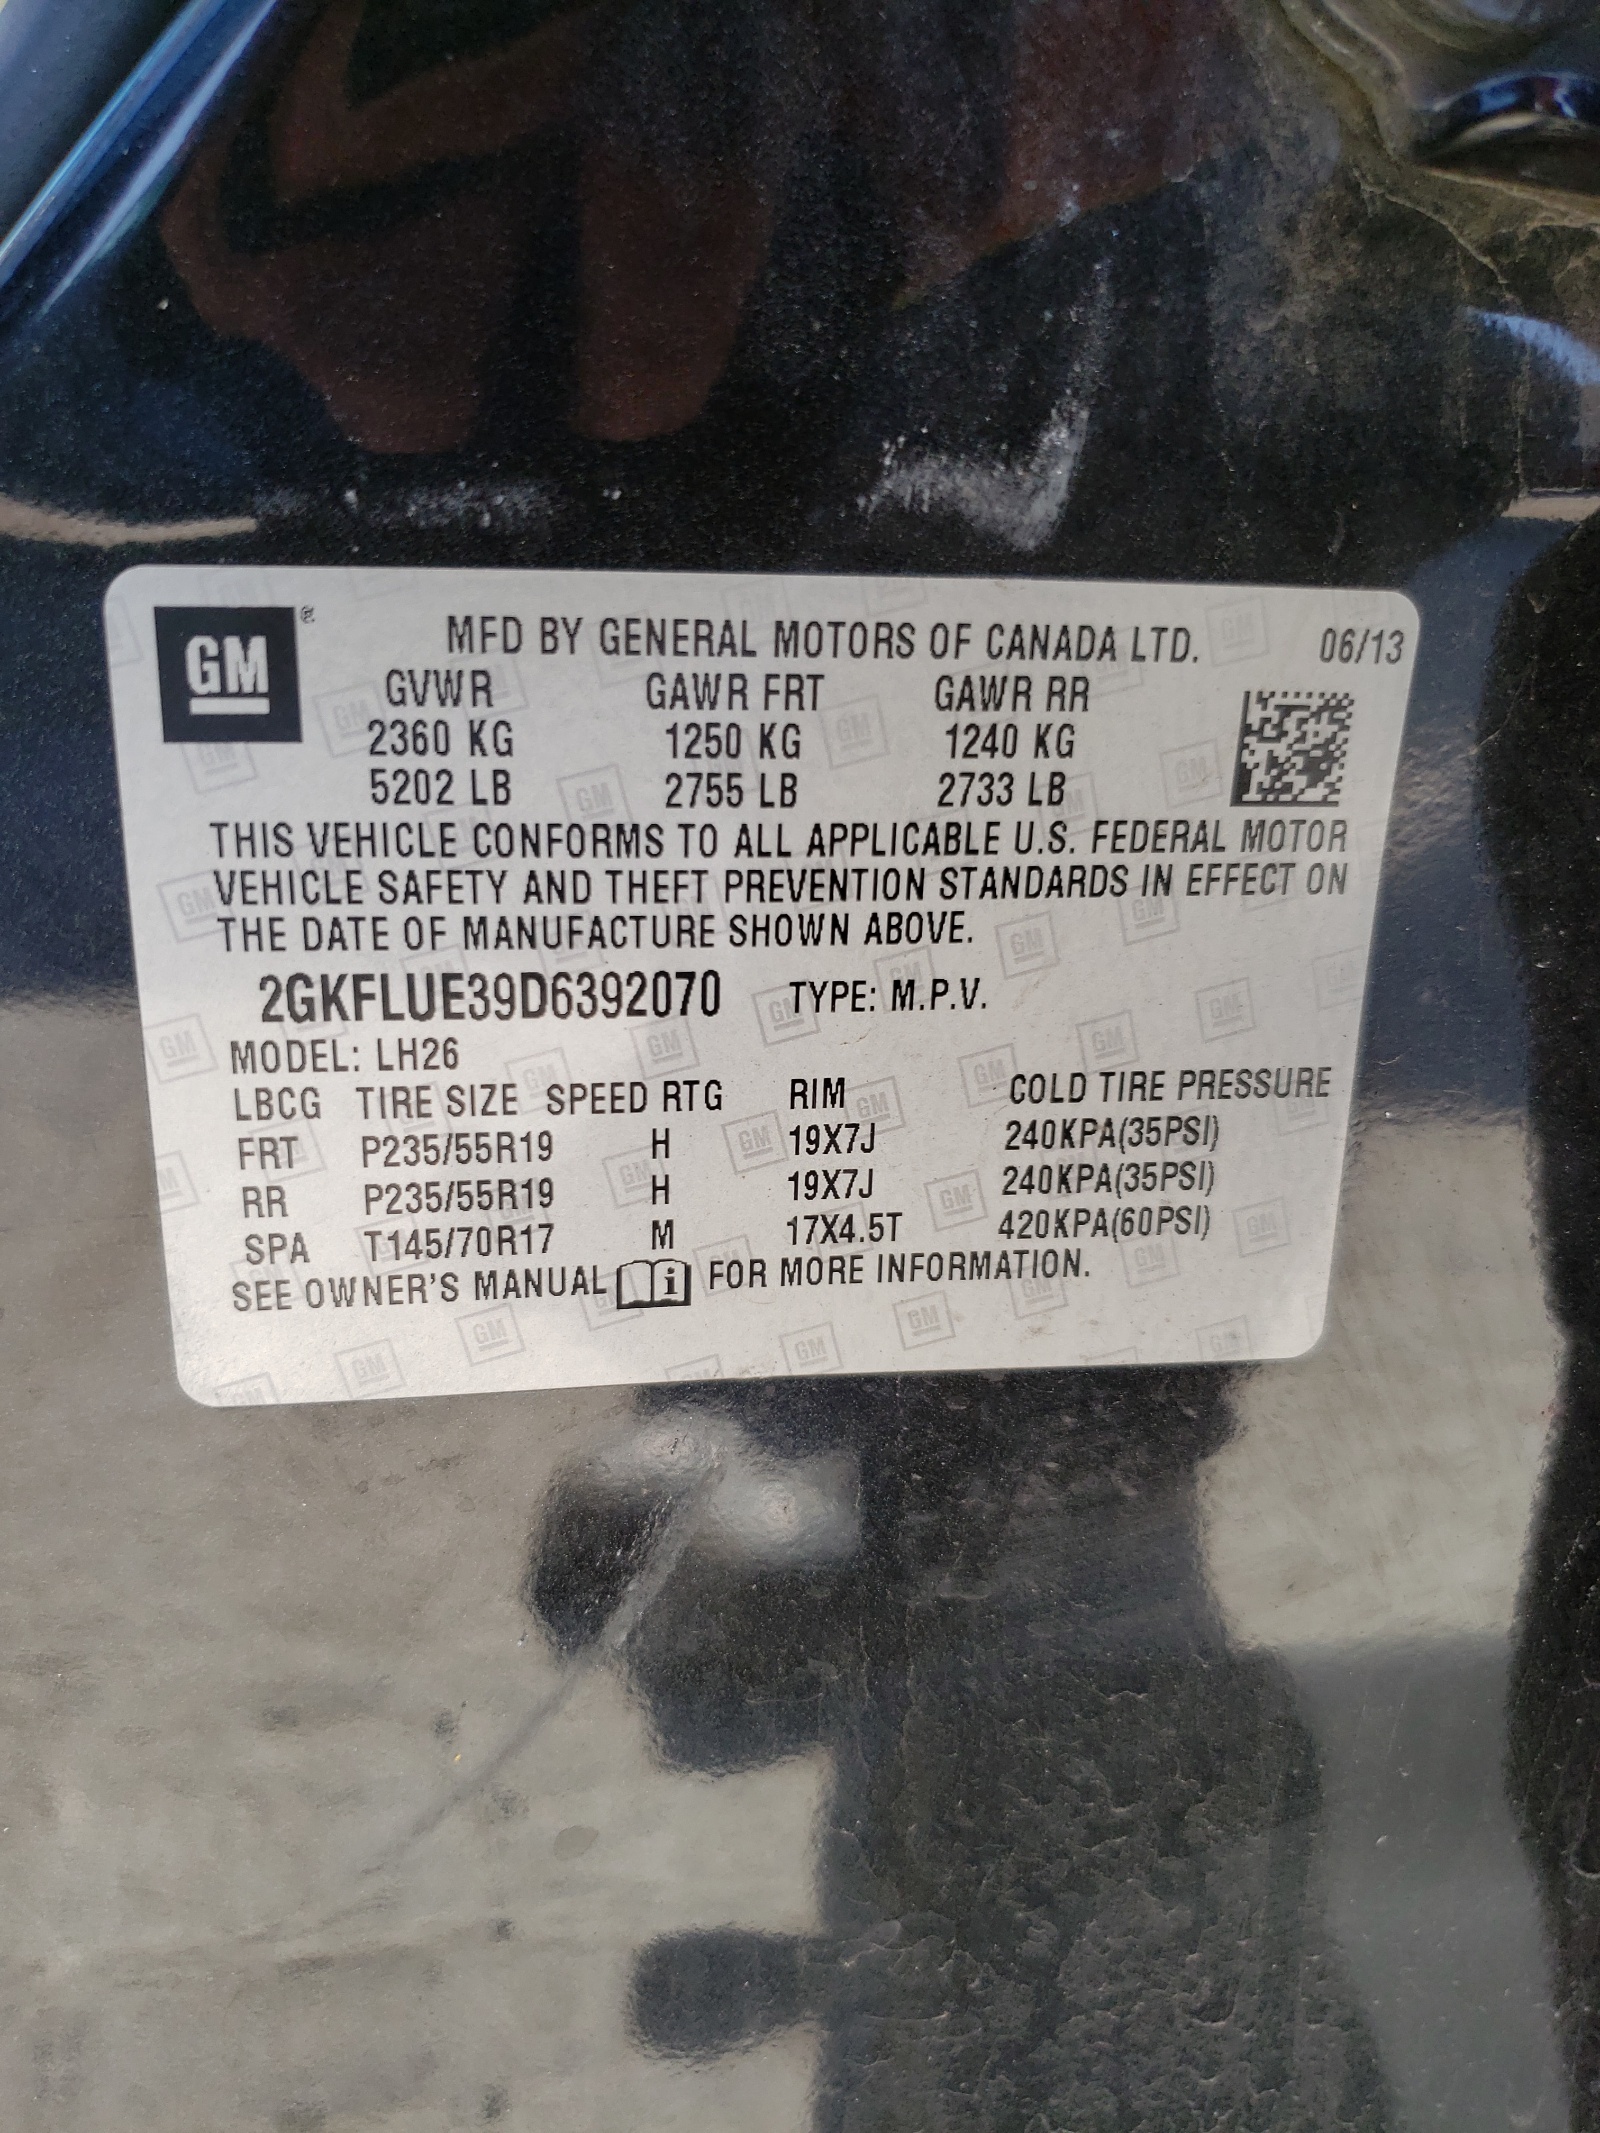 GM ®
MFD BY GENERAL MOTORS OF CANADA LTD. 06/13
GVWR GAWR FRT GAWR RR
2360 KG 1250 KG 1240 KG
5202 LB 2755 LB 2733 LB
THIS VEHICLE CONFORMS TO ALL APPLICABLE U.S. FEDERAL MOTOR
VEHICLE SAFETY AND THEFT PREVENTION STANDARDS IN EFFECT ON
THE DATE OF MANUFACTURE SHOWN ABOVE.
2GKFLUE39D6392070 TYPE: M.P.V.
MODEL: LH26
LBCG TIRE SIZE SPEED RTG RIM COLD TIRE PRESSURE
FRT P235/55R19 H 19X7J 240KPA(35PSI)
RR P235/55R19 H 19X7J 240KPA(35PSI)
SPA T145/70R17 M 17X4.5T 420KPA(60PSI)
SEE OWNER'S MANUAL i FOR MORE INFORMATION.